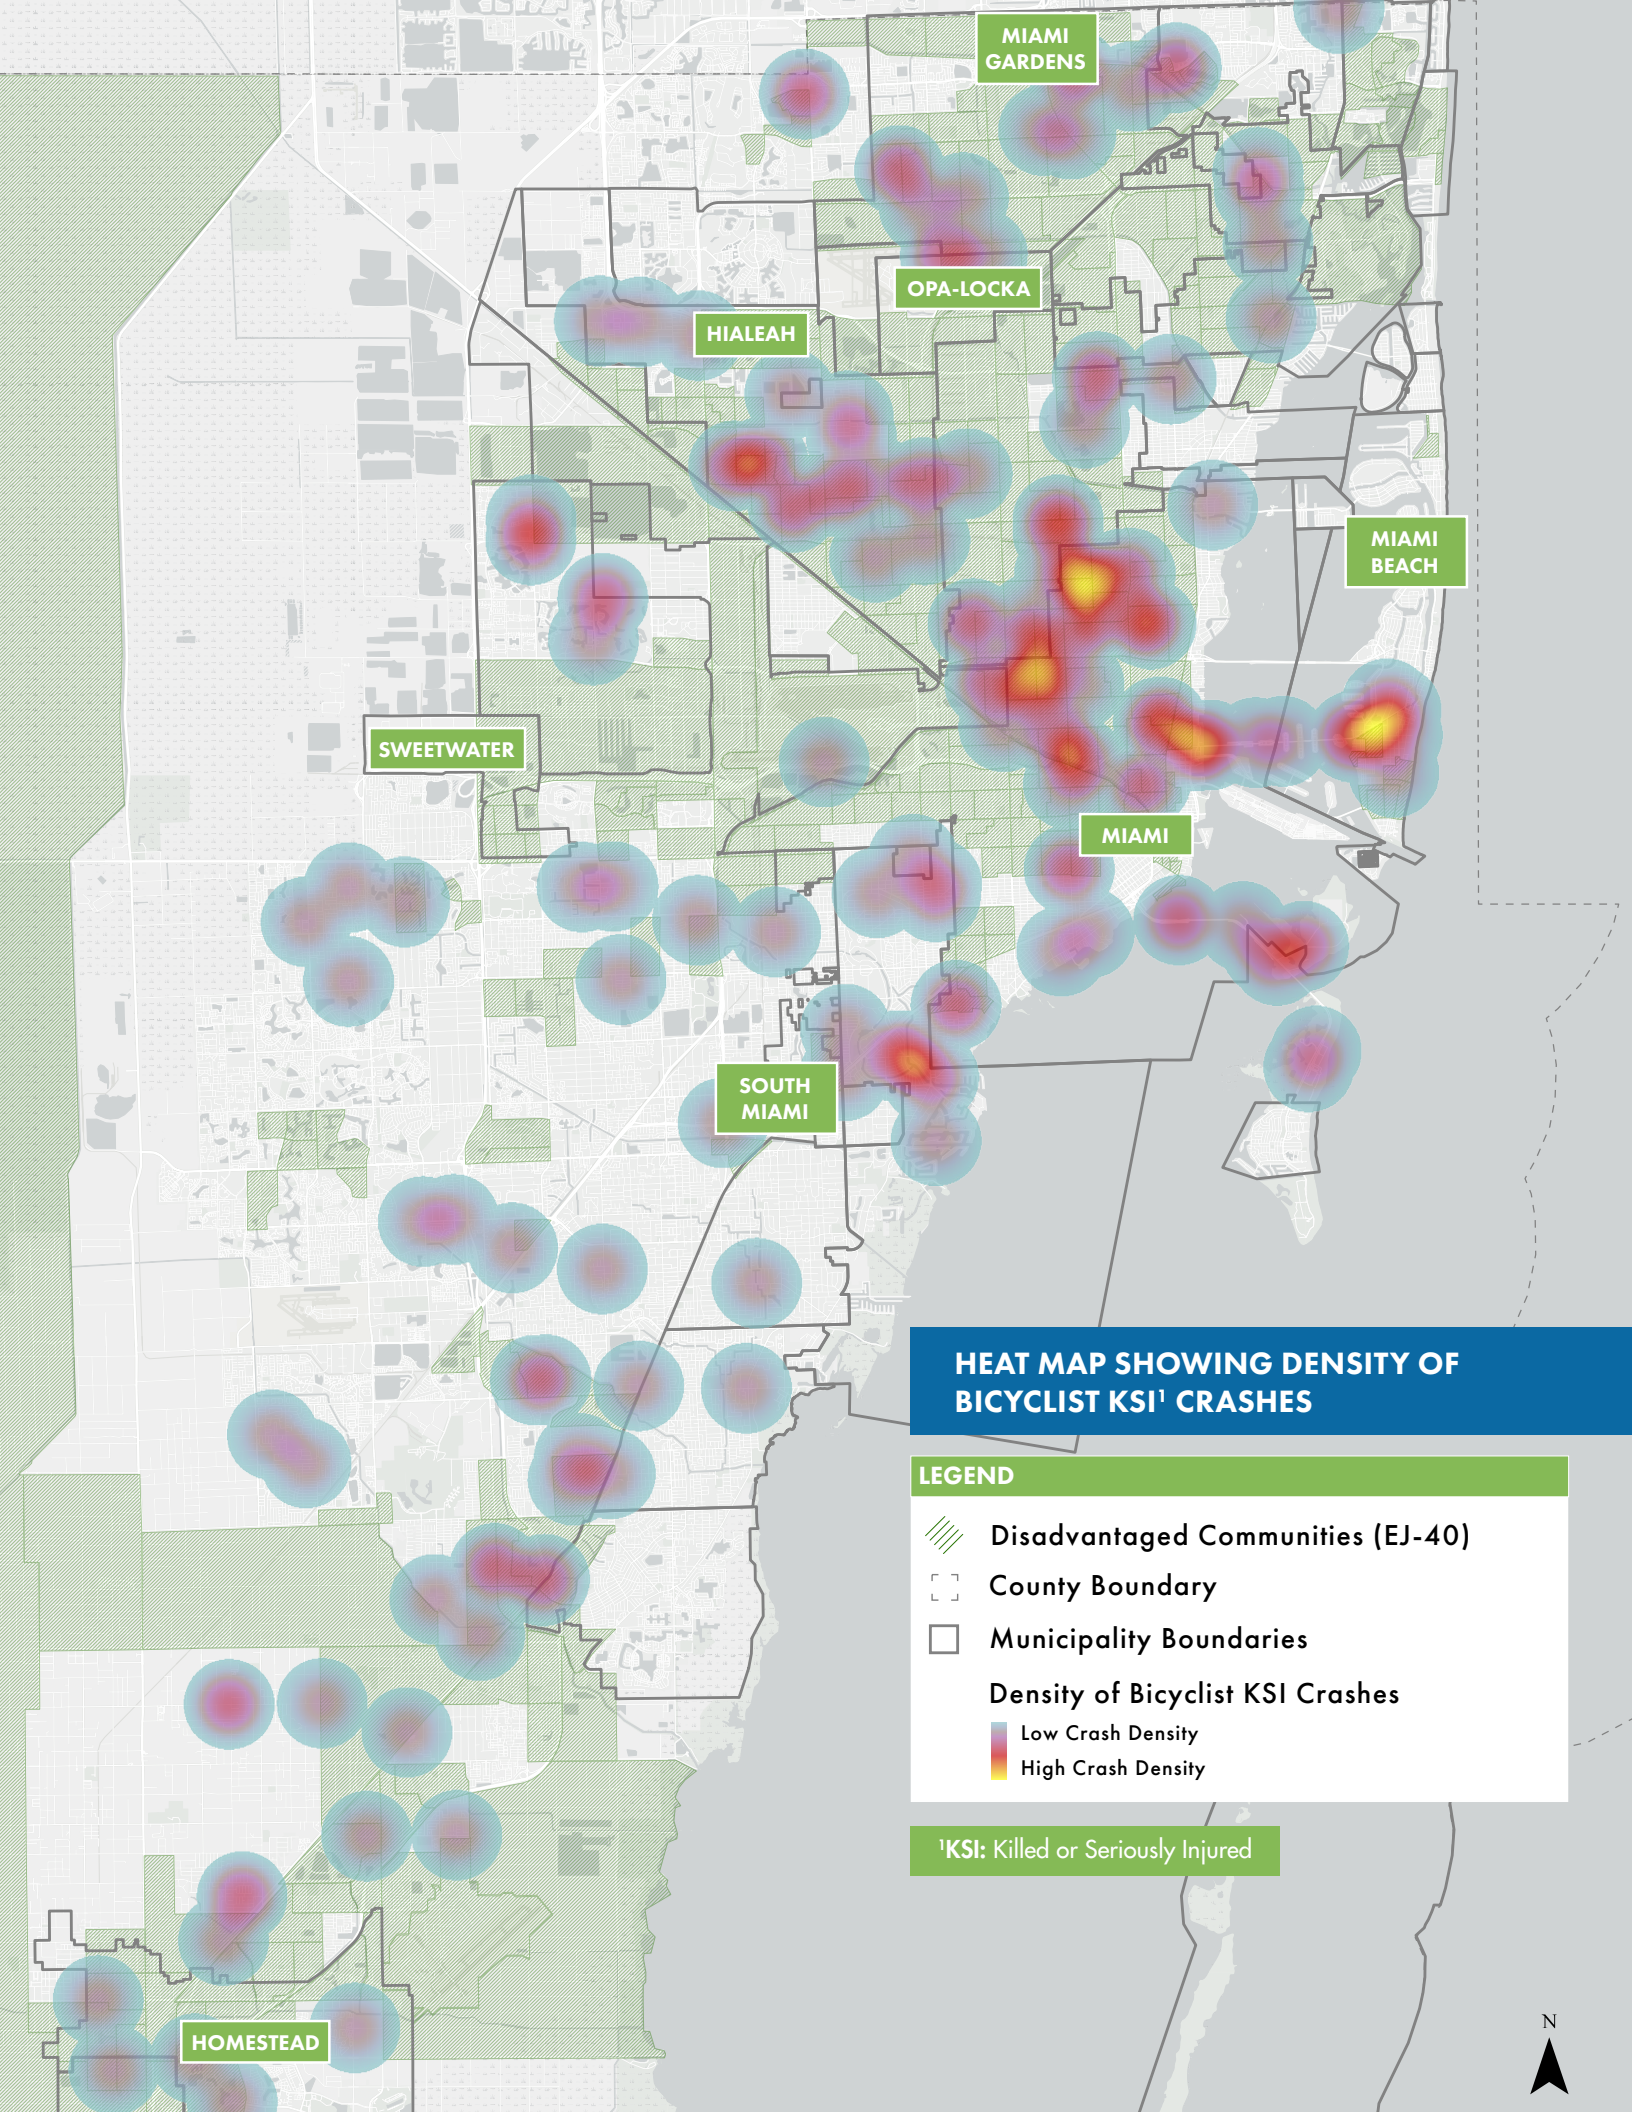 MIAMI
GARDENS
OPA-LOCKA
HIALEAH
MIAMI
BEACH
SWEETWATER
MIAMI
SOUTH
MIAMI
HEAT MAP SHOWING DENSITY OF
BICYCLIST KSI¹ CRASHES
LEGEND
Disadvantaged Communities (EJ-40)
County Boundary
Municipality Boundaries
Density of Bicyclist KSI Crashes
Low Crash Density
High Crash Density
¹KSI: Killed or Seriously Injured
HOMESTEAD
N